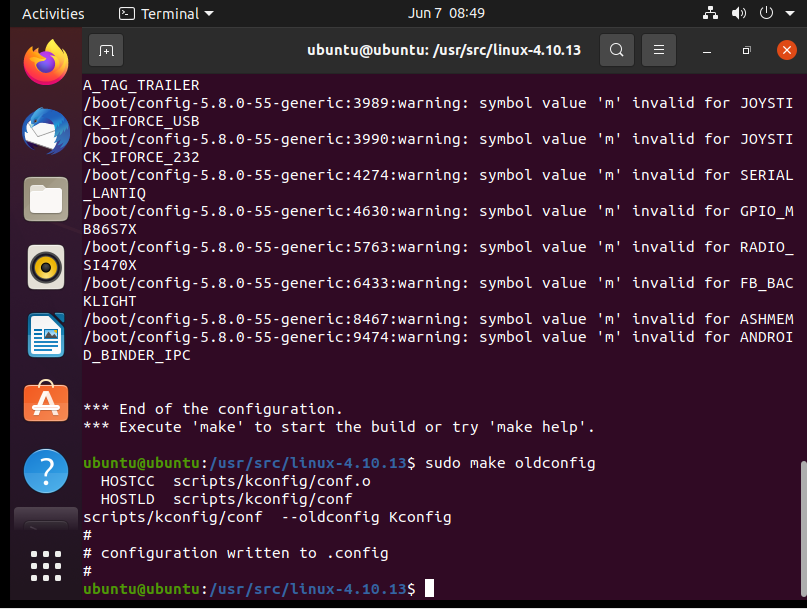 Activities
Terminal
Jun 7 08:49
ubuntu@ubuntu: /usr/src/linux-4.10.13
A_TAG_TRAILER
/boot/config-5.8.0-55-generic:3989:warning: symbol value 'm' invalid for JOYSTI
CK_IFORCE_USB
/boot/config-5.8.0-55-generic:3990:warning: symbol value 'm' invalid for JOYSTI
CK_IFORCE_232
/boot/config-5.8.0-55-generic:4274:warning: symbol value 'm' invalid for SERIAL
_LANTIQ
/boot/config-5.8.0-55-generic:4630:warning: symbol value 'm' invalid for GPIO_M
B86S7X
/boot/config-5.8.0-55-generic:5763:warning: symbol value 'm' invalid for RADIO_
SI470X
/boot/config-5.8.0-55-generic:6433:warning: symbol value 'm' invalid for FB_BAC
KLIGHT
/boot/config-5.8.0-55-generic:8467:warning: symbol value 'm' invalid for ASHMEM
/boot/config-5.8.0-55-generic:9474:warning: symbol value 'm' invalid for ANDROI
D_BINDER_IPC
*** End of the configuration.
*** Execute 'make' to start the build or try 'make help'.
ubuntu@ubuntu:/usr/src/linux-4.10.13$ sudo make oldconfig
  HOSTCC  scripts/kconfig/conf.o
  HOSTLD  scripts/kconfig/conf
scripts/kconfig/conf  --oldconfig Kconfig
#
# configuration written to .config
#
ubuntu@ubuntu:/usr/src/linux-4.10.13$